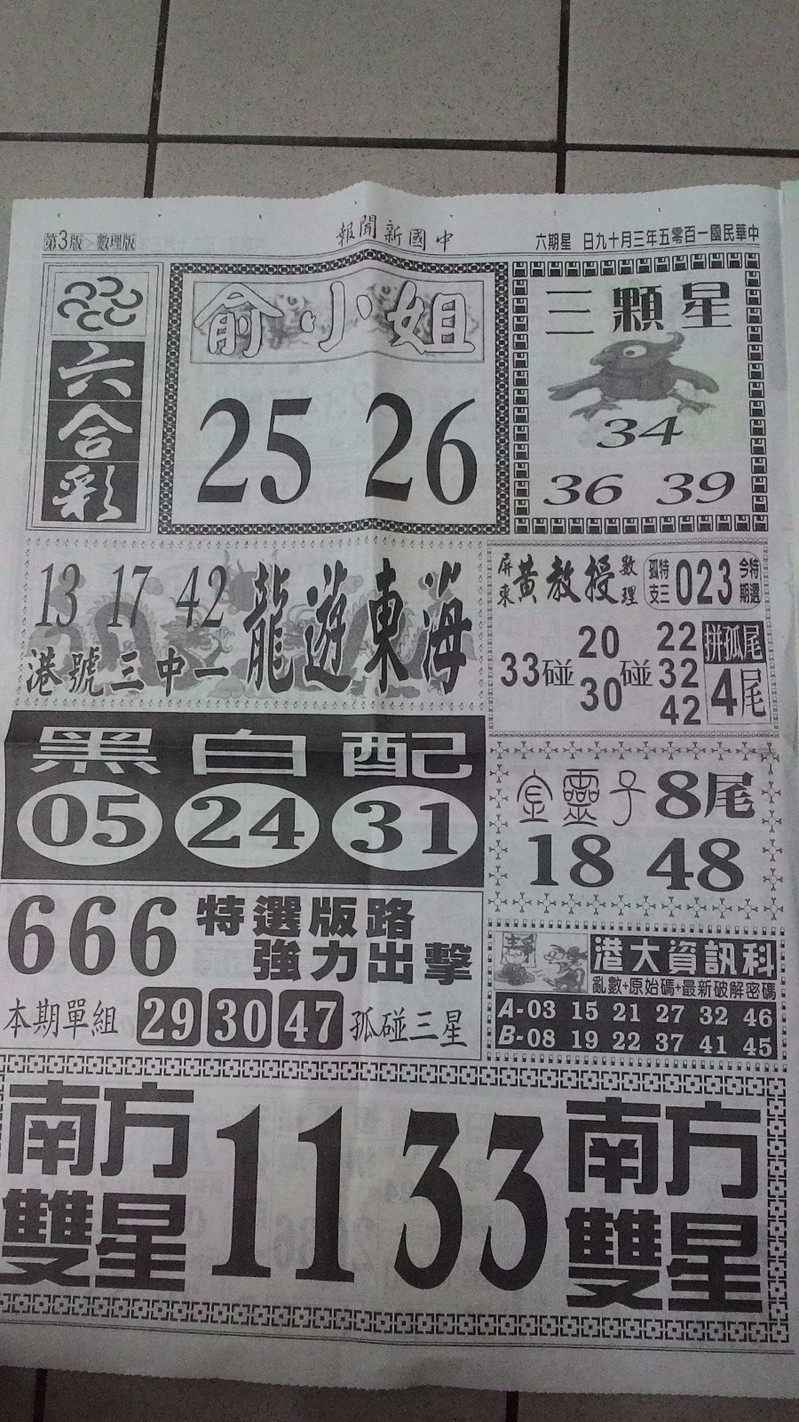 第3版>數理版
報聞新國中
六期星 日九十月三年五零百一國民華中
六合彩
俞小姐
25 26
三顆星
34
36 39
13 17 42 龍遊東海
港號三中一
屏東黃教授數理
孤特支三 023 今特期選
33碰
20
30
碰
22
32
42
拼孤尾
4尾
黑白配
05 24 31
金靈子 8尾
18 48
666 特選版路
強力出擊
本期單組 29 30 47 孤碰三星
港大資訊科
亂數+原始碼+最新破解密碼
A-03 15 21 27 32 46
B-08 19 22 37 41 45
南方雙星
11 33
南方雙星